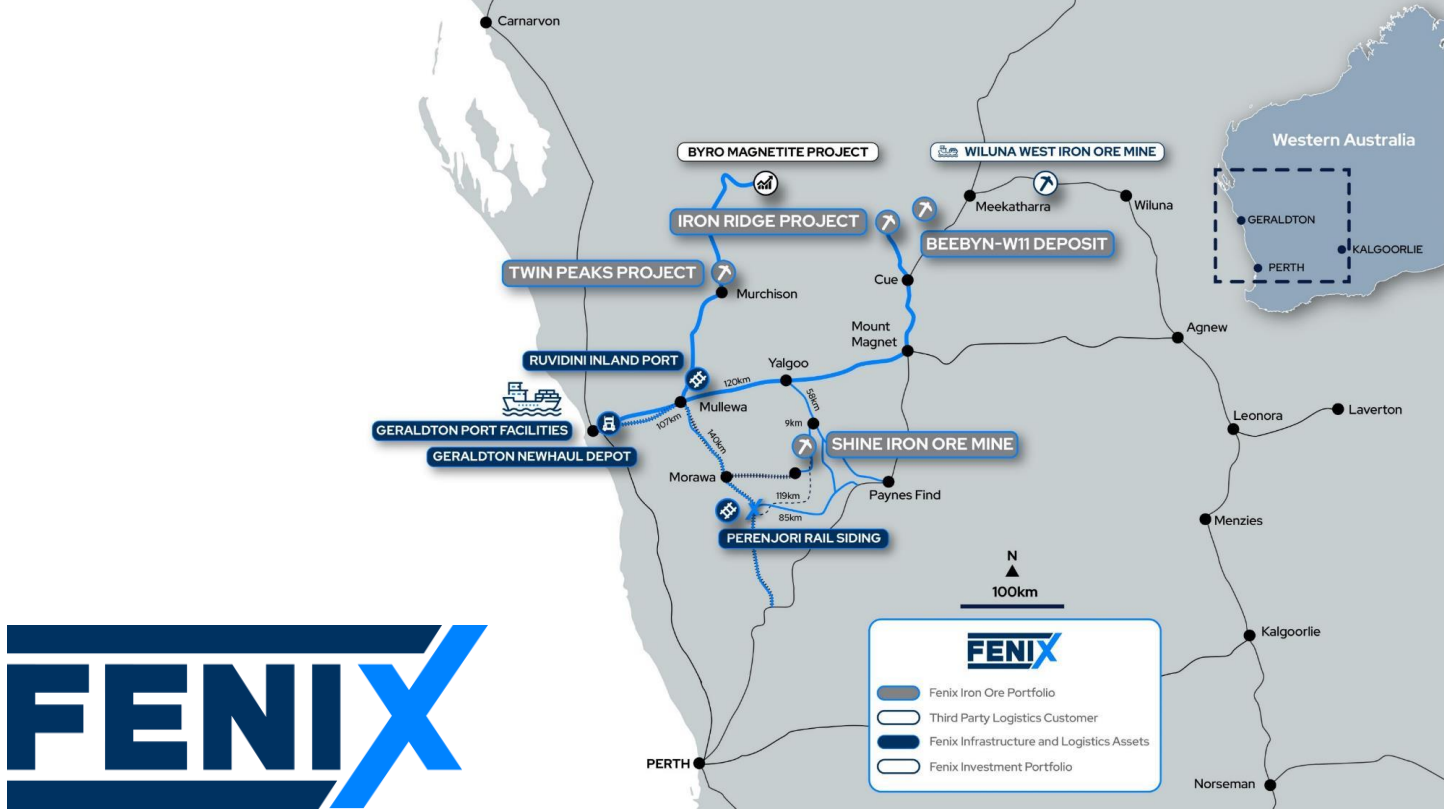 Carnarvon
Western Australia
BYRO MAGNETITE PROJECT
WILUNA WEST IRON ORE MINE
Meekatharra
Wiluna
GERALDTON
KALGOORLIE
PERTH
IRON RIDGE PROJECT
BEEBYN-W11 DEPOSIT
TWIN PEAKS PROJECT
Murchison
Cue
Mount
Magnet
Agnew
RUVIDINI INLAND PORT
Yalgoo
120km
58km
Mullewa
107km
9km
140km
GERALDTON PORT FACILITIES
GERALDTON NEWHAUL DEPOT
SHINE IRON ORE MINE
Leonora
Laverton
Morawa
119km
85km
Paynes Find
PERENJORI RAIL SIDING
Menzies
N
100km
Kalgoorlie
FENIX
Fenix Iron Ore Portfolio
Third Party Logistics Customer
Fenix Infrastructure and Logistics Assets
Fenix Investment Portfolio
FENIX
PERTH
Norseman